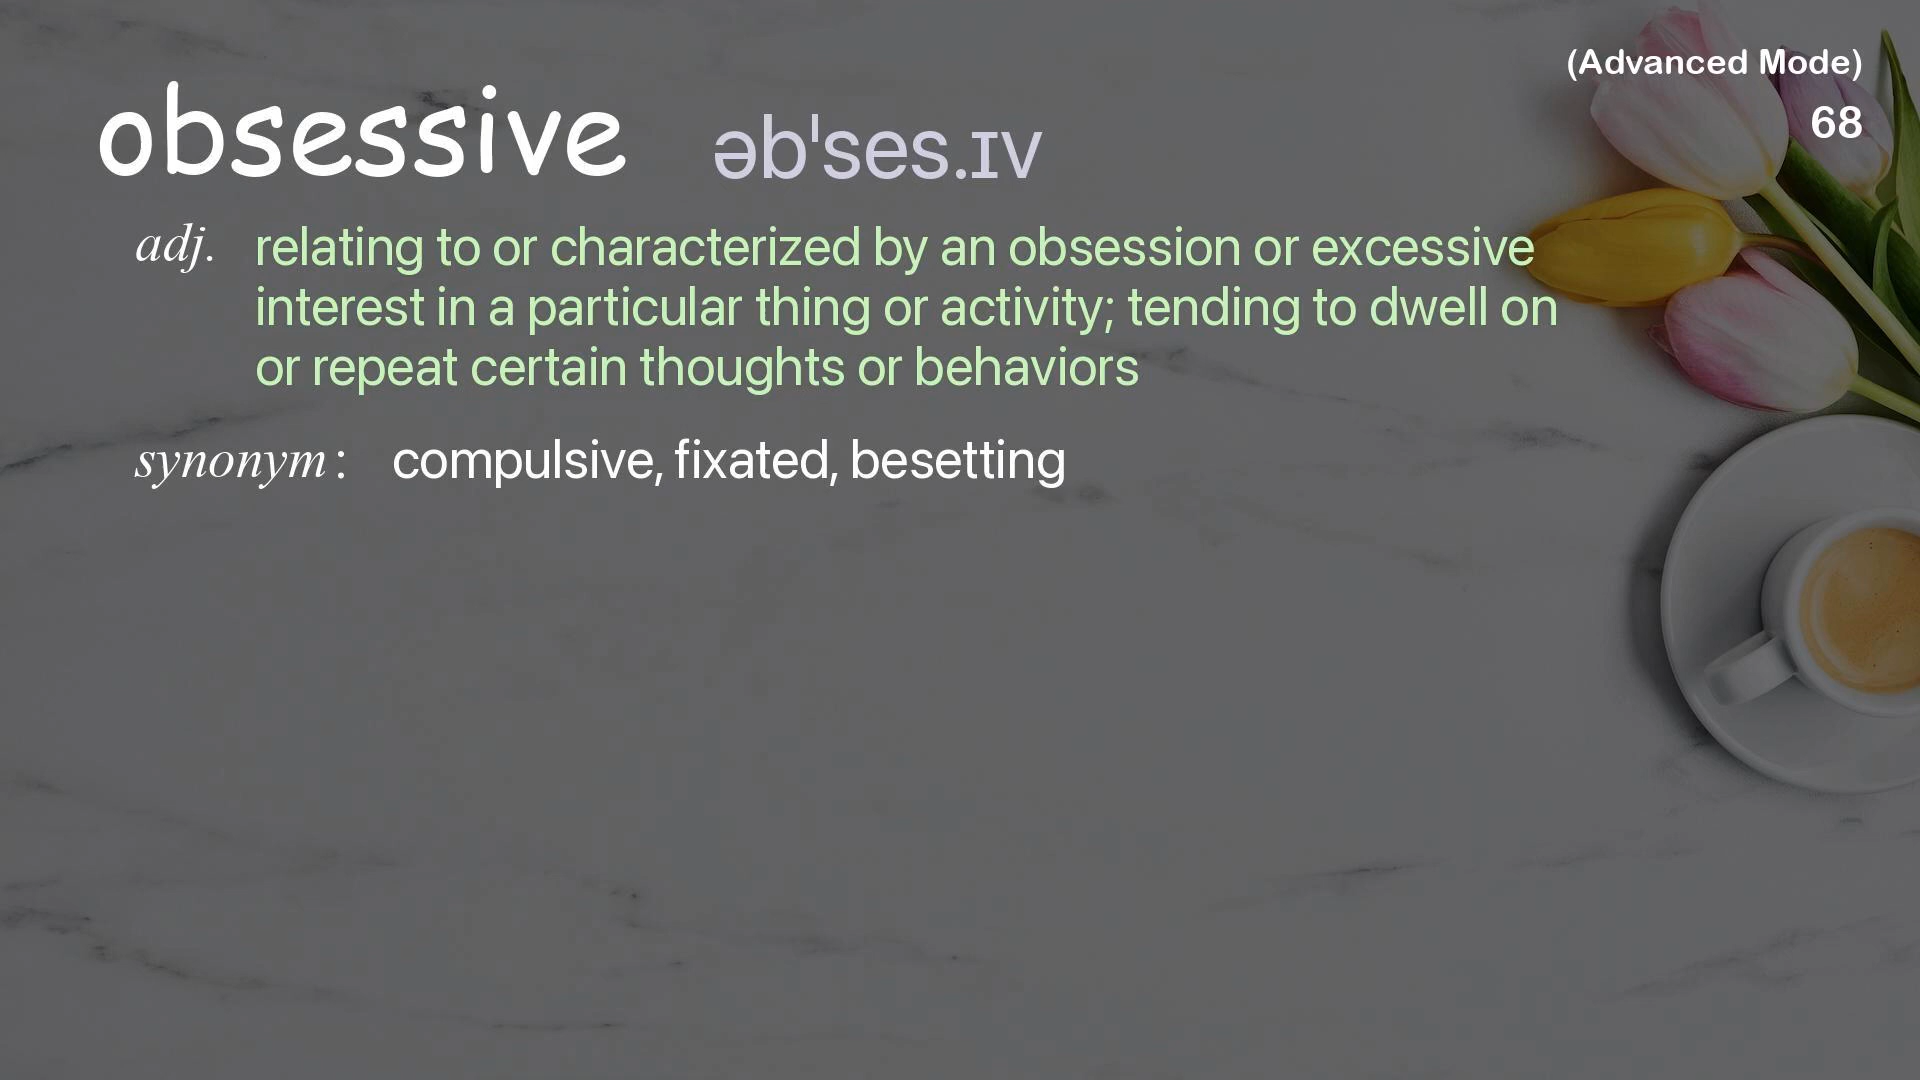 (Advanced Mode)
68
obsessive əbˈses.ɪv
adj. relating to or characterized by an obsession or excessive
interest in a particular thing or activity; tending to dwell on
or repeat certain thoughts or behaviors
synonym: compulsive, fixated, besetting